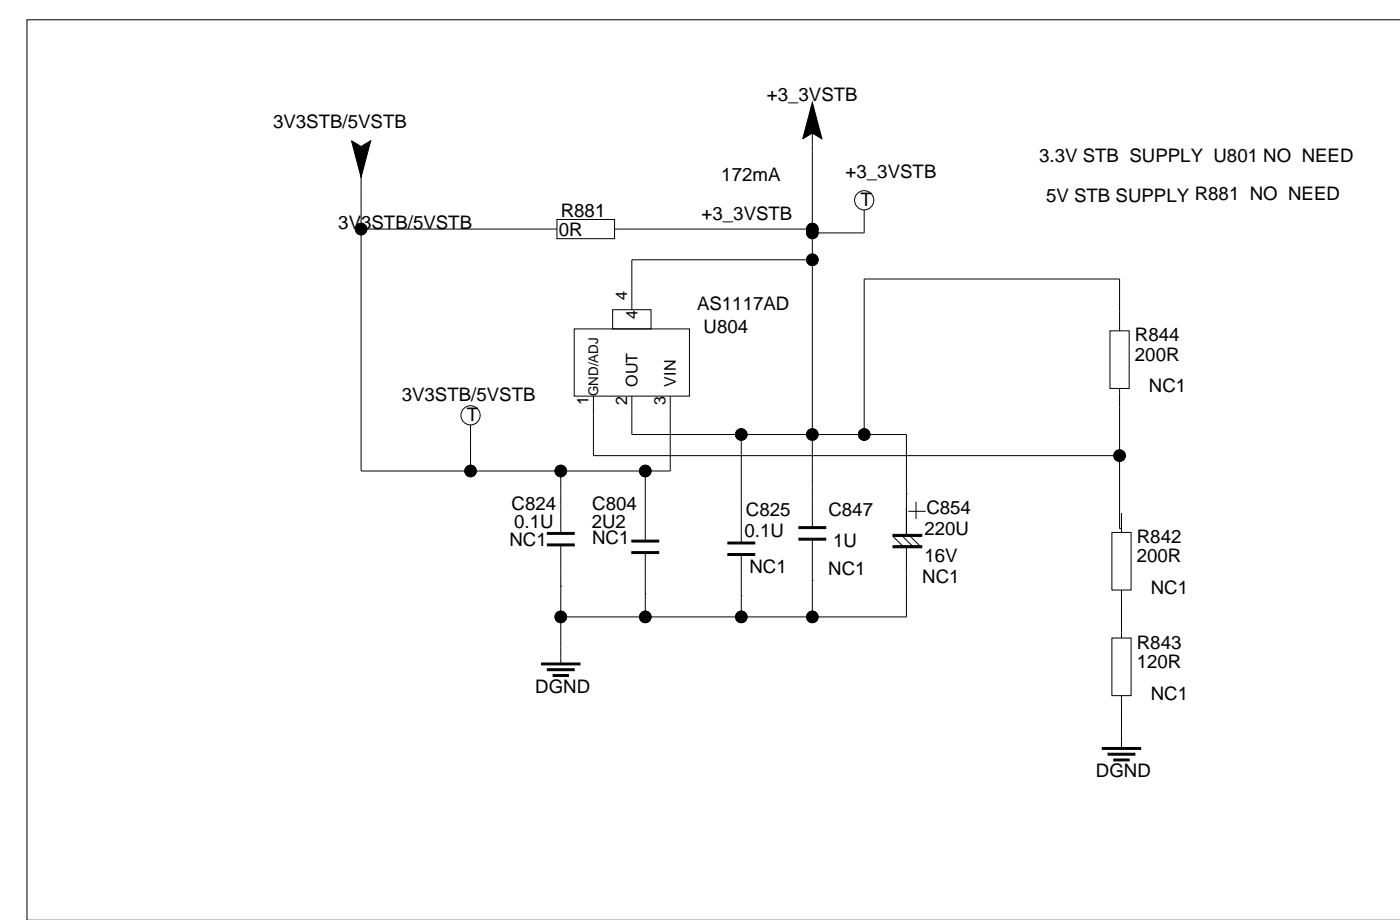 +3_3VSTB
3V3STB/5VSTB
3.3V STB SUPPLY U801 NO NEED
172mA
+3_3VSTB
T
5V STB SUPPLY R881 NO NEED
3V3STB/5VSTB
R881
0R
+3_3VSTB
4
4
AS1117AD
U804
GND/ADJ
OUT
VIN
1
2
3
R844
200R
NC1
3V3STB/5VSTB
T
C824
0.1U
NC1
C804
2U2
NC1
C825
0.1U
NC1
C847
1U
NC1
+C854
220U
16V
NC1
R842
200R
NC1
R843
120R
NC1
DGND
DGND